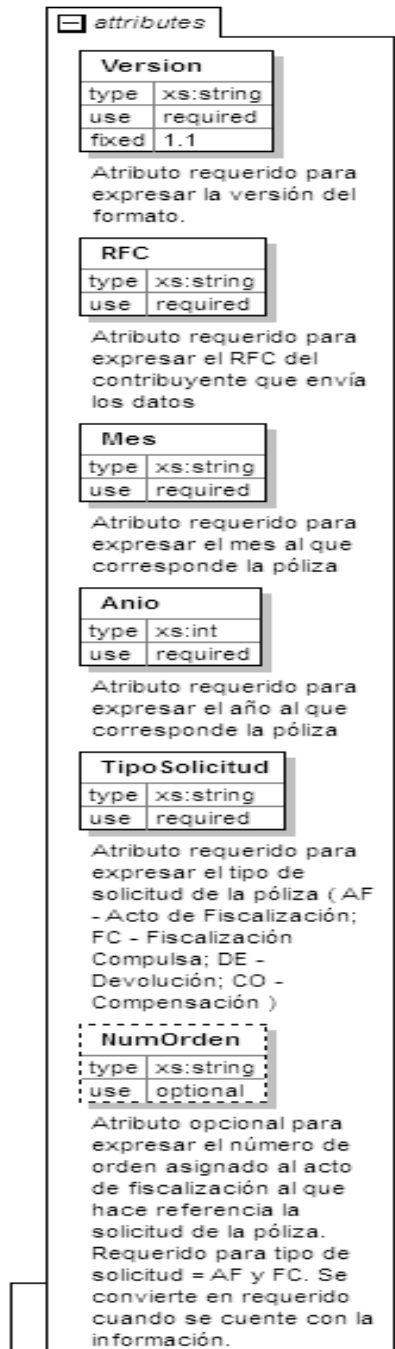 attributes
Version
type xs:string
use required
fixed 1.1
Atributo requerido para
expresar la versión del
formato.
RFC
type xs:string
use required
Atributo requerido para
expresar el RFC del
contribuyente que envía
los datos
Mes
type xs:string
use required
Atributo requerido para
expresar el mes al que
corresponde la póliza
Anio
type xs:int
use required
Atributo requerido para
expresar el año al que
corresponde la póliza
TipoSolicitud
type xs:string
use required
Atributo requerido para
expresar el tipo de
solicitud de la póliza ( AF
- Acto de Fiscalización;
FC - Fiscalización
Compulsa; DE -
Devolución; CO -
Compensación )
NumOrden
type xs:string
use optional
Atributo opcional para
expresar el número de
orden asignado al acto
de fiscalización al que
hace referencia la
solicitud de la póliza.
Requerido para tipo de
solicitud = AF y FC. Se
convierte en requerido
cuando se cuente con la
información.